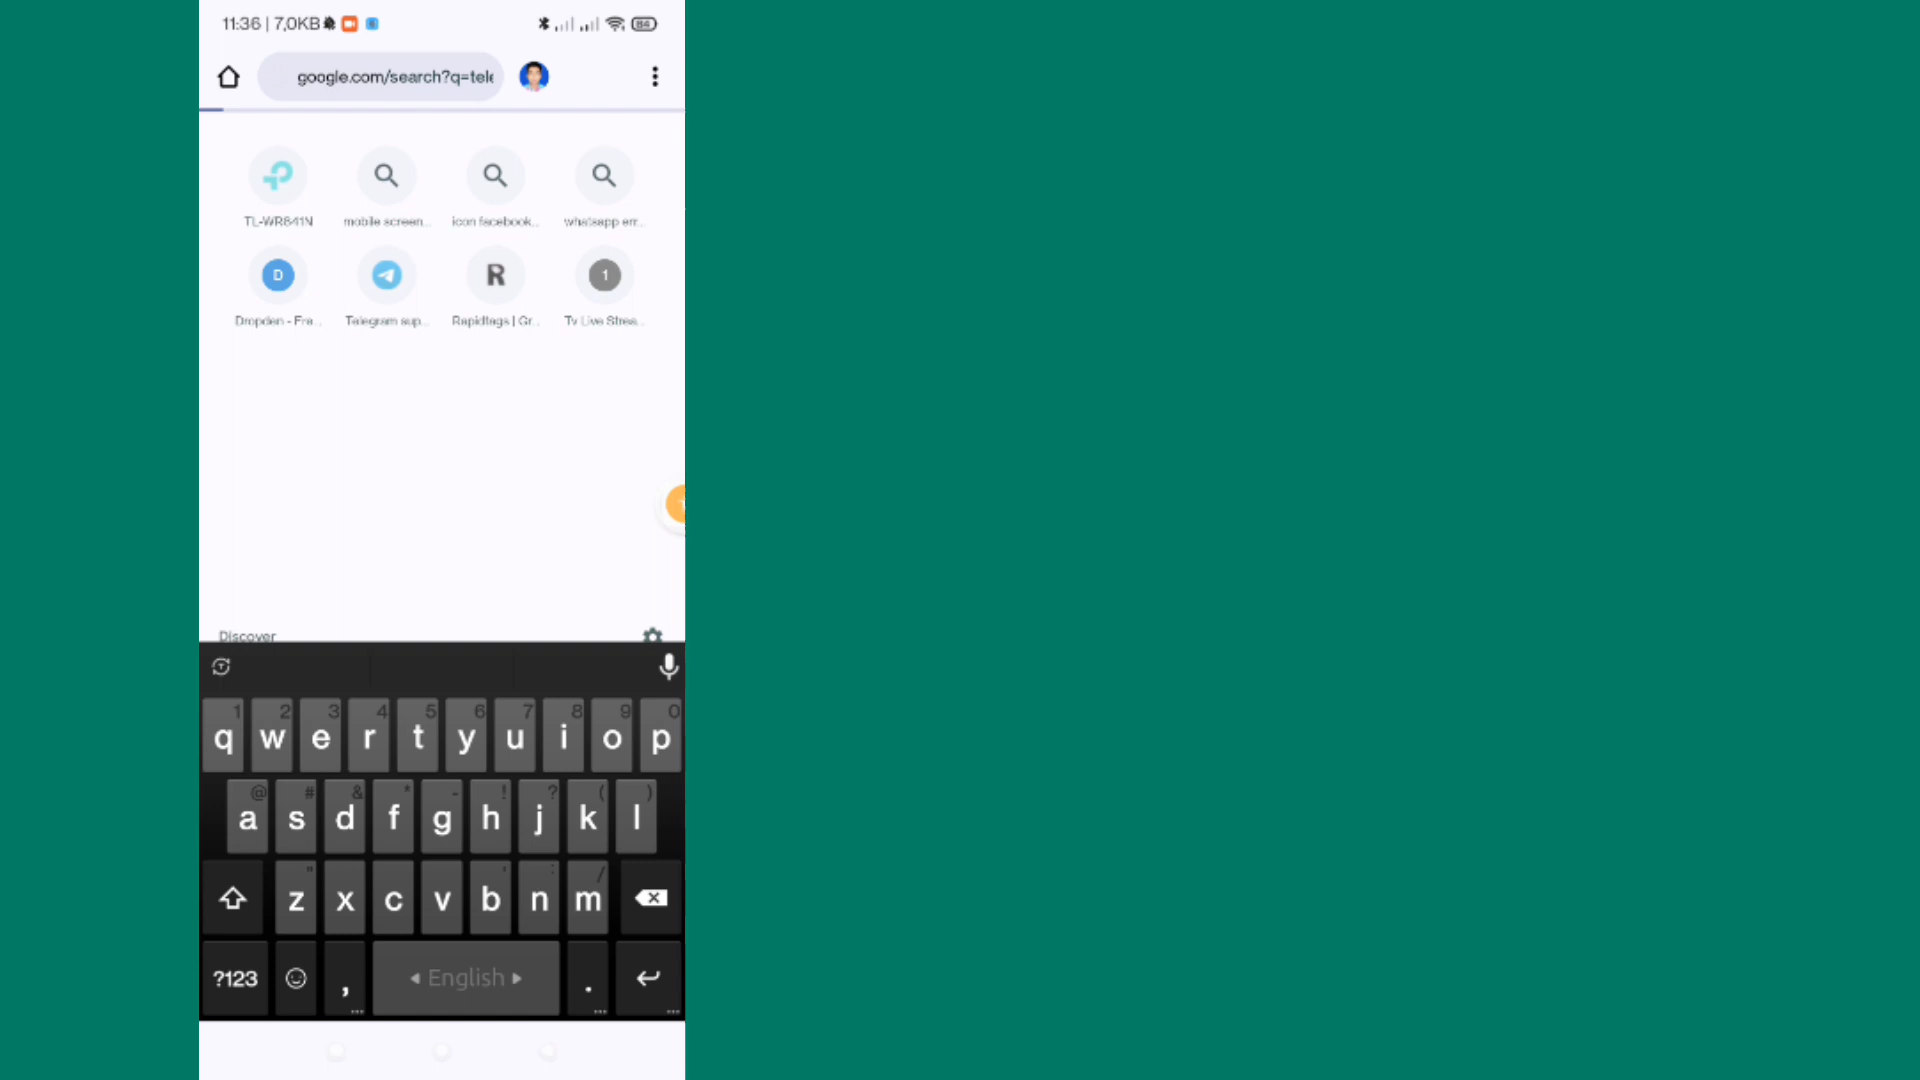 11:36 | 7,0KB
84
google.com/search?q=tele
TL-WR841N
mobile screen...
icon facebook...
whatsapp err...
D
R
1
Dropden - Fre...
Telegram sup...
Rapidtags | Gr...
Tv Live Strea...
Discover
1 2 3 4 5 6 7 8 9 0
q w e r t y u i o p
@ # & * - ! ? ( )
a s d f g h j k l
" ' : /
z x c v b n m
?123 , English .